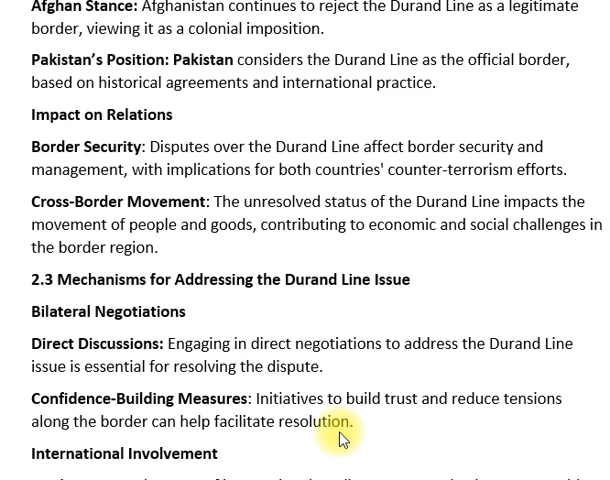 Afghan Stance: Afghanistan continues to reject the Durand Line as a legitimate
border, viewing it as a colonial imposition.
Pakistan’s Position: Pakistan considers the Durand Line as the official border,
based on historical agreements and international practice.
Impact on Relations
Border Security: Disputes over the Durand Line affect border security and
management, with implications for both countries' counter-terrorism efforts.
Cross-Border Movement: The unresolved status of the Durand Line impacts the
movement of people and goods, contributing to economic and social challenges in
the border region.
2.3 Mechanisms for Addressing the Durand Line Issue
Bilateral Negotiations
Direct Discussions: Engaging in direct negotiations to address the Durand Line
issue is essential for resolving the dispute.
Confidence-Building Measures: Initiatives to build trust and reduce tensions
along the border can help facilitate resolution.
International Involvement